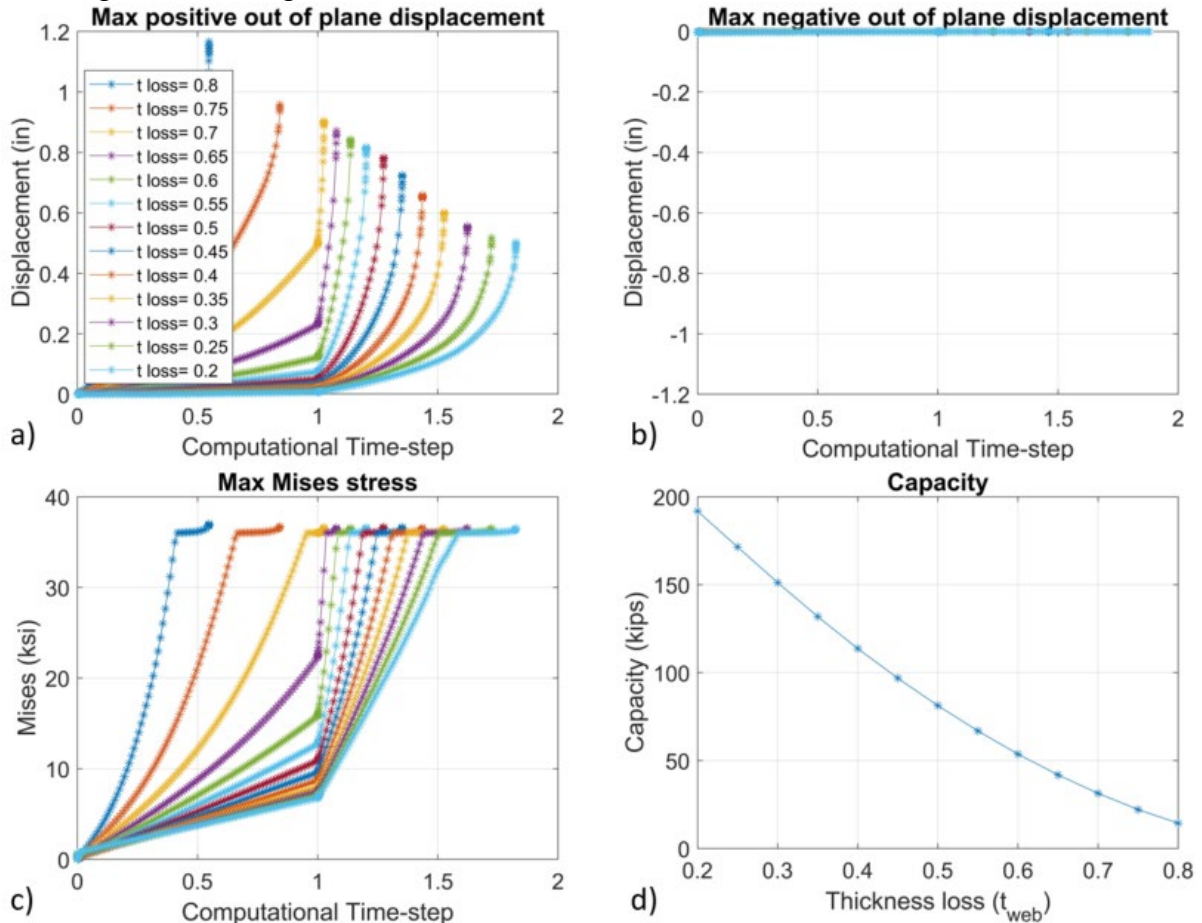 Max positive out of plane displacement
1.2
1
0.8
0.6
0.4
0.2
0
Displacement (in)
t loss= 0.8
t loss= 0.75
t loss= 0.7
t loss= 0.65
t loss= 0.6
t loss= 0.55
t loss= 0.5
t loss= 0.45
t loss= 0.4
t loss= 0.35
t loss= 0.3
t loss= 0.25
t loss= 0.2
0 0.5 1 1.5 2
a)
Computational Time-step
Max negative out of plane displacement
0
-0.2
-0.4
-0.6
-0.8
-1
-1.2
Displacement (in)
0 0.5 1 1.5 2
b)
Computational Time-step
Max Mises stress
40
30
20
10
0
Mises (ksi)
0 0.5 1 1.5 2
c)
Computational Time-step
Capacity
200
150
100
50
0
Capacity (kips)
0.2 0.3 0.4 0.5 0.6 0.7 0.8
d)
Thickness loss (t_web)